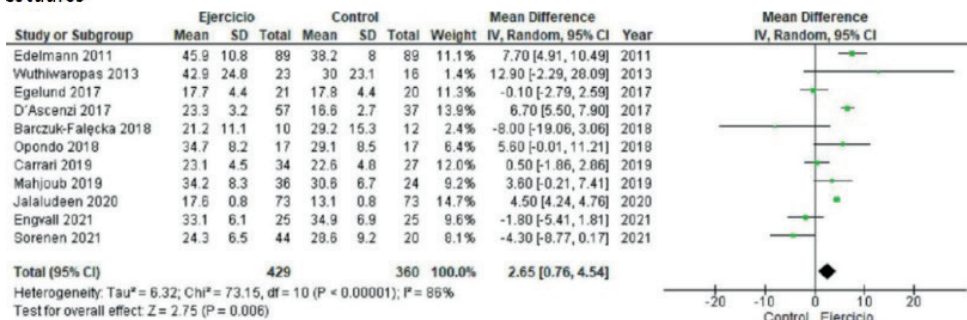 Ejercicio Control Mean Difference Mean Difference
Study or Subgroup Mean SD Total Mean SD Total Weight IV, Random, 95% CI Year IV, Random, 95% CI
Edelmann 2011 45.9 10.8 89 38.2 8 89 11.1% 7.70 [4.91, 10.49] 2011
Wuthiwaropas 2013 42.9 24.8 23 30 23.1 16 1.4% 12.90 [-2.29, 28.09] 2013
Egelund 2017 17.7 4.4 21 17.8 4.4 20 11.3% -0.10 [-2.79, 2.59] 2017
D´Ascenzi 2017 23.3 3.2 57 16.6 2.7 37 13.9% 6.70 [5.50, 7.90] 2017
Barczuk-Falęcka 2018 21.2 11.1 10 29.2 15.3 12 2.4% -8.00 [-19.06, 3.06] 2018
Opondo 2018 34.7 8.2 17 29.1 8.5 17 6.4% 5.60 [-0.01, 11.21] 2018
Carrari 2019 23.1 4.5 34 22.6 4.8 27 12.0% 0.50 [-1.86, 2.86] 2019
Mahjoub 2019 34.2 8.3 36 30.6 6.7 24 9.2% 3.60 [-0.21, 7.41] 2019
Jalaludeen 2020 17.6 0.8 73 13.1 0.8 73 14.7% 4.50 [4.24, 4.76] 2020
Engvall 2021 33.1 6.1 25 34.9 6.9 25 9.6% -1.80 [-5.41, 1.81] 2021
Sorenen 2021 24.3 6.5 44 28.6 9.2 20 8.1% -4.30 [-8.77, 0.17] 2021
Total (95% CI) 429 360 100.0% 2.65 [0.76, 4.54]
Heterogeneity: Tau² = 6.32; Chi² = 73.15, df = 10 (P < 0.00001); I² = 86%
Test for overall effect: Z = 2.75 (P = 0.006)
-20 -10 0 10 20
Control Ejercicio